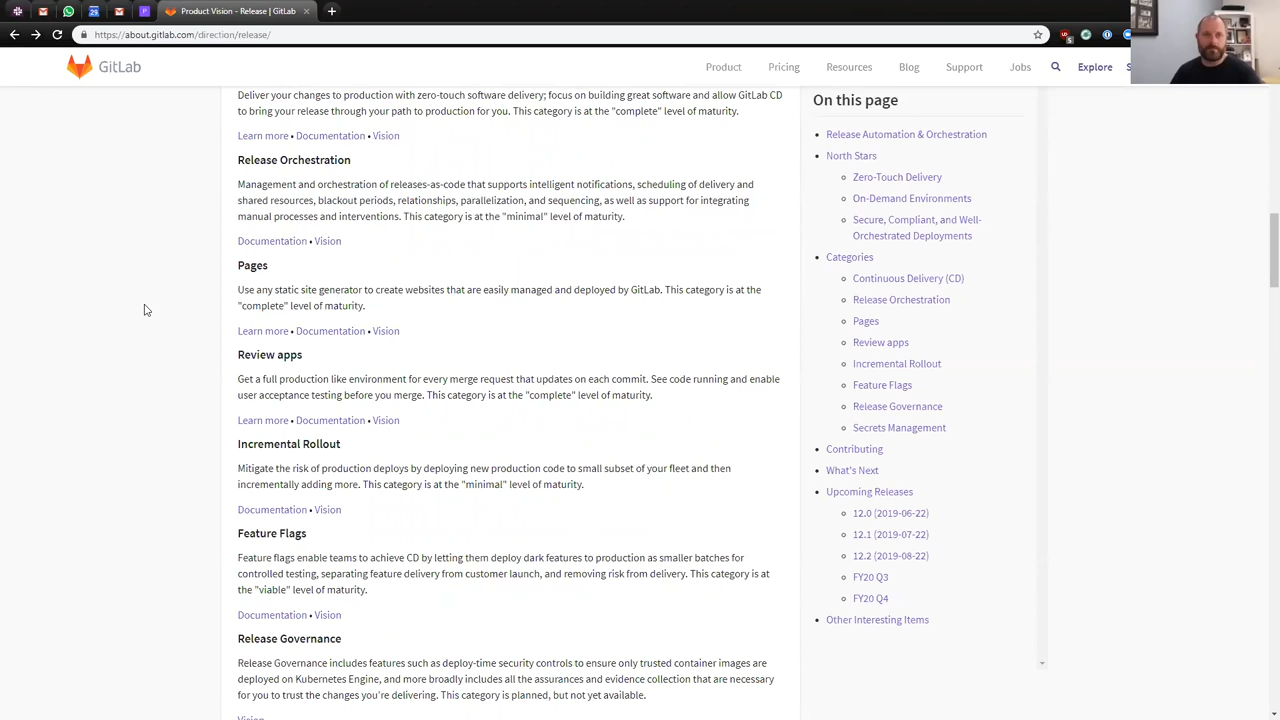 Product Vision - Release | GitLab
https://about.gitlab.com/direction/release/
GitLab
Product
Pricing
Resources
Blog
Support
Jobs
Explore
Deliver your changes to production with zero-touch software delivery; focus on building great software and allow GitLab CD
to bring your release through your path to production for you. This category is at the "complete" level of maturity.
Learn more • Documentation • Vision
Release Orchestration
Management and orchestration of releases-as-code that supports intelligent notifications, scheduling of delivery and
shared resources, blackout periods, relationships, parallelization, and sequencing, as well as support for integrating
manual processes and interventions. This category is at the "minimal" level of maturity.
Documentation • Vision
Pages
Use any static site generator to create websites that are easily managed and deployed by GitLab. This category is at the
"complete" level of maturity.
Learn more • Documentation • Vision
Review apps
Get a full production like environment for every merge request that updates on each commit. See code running and enable
user acceptance testing before you merge. This category is at the "complete" level of maturity.
Learn more • Documentation • Vision
Incremental Rollout
Mitigate the risk of production deploys by deploying new production code to small subset of your fleet and then
incrementally adding more. This category is at the "minimal" level of maturity.
Documentation • Vision
Feature Flags
Feature flags enable teams to achieve CD by letting them deploy dark features to production as smaller batches for
controlled testing, separating feature delivery from customer launch, and removing risk from delivery. This category is at
the "viable" level of maturity.
Documentation • Vision
Release Governance
Release Governance includes features such as deploy-time security controls to ensure only trusted container images are
deployed on Kubernetes Engine, and more broadly includes all the assurances and evidence collection that are necessary
for you to trust the changes you're delivering. This category is planned, but not yet available.
Vision
On this page
Release Automation & Orchestration
North Stars
Zero-Touch Delivery
On-Demand Environments
Secure, Compliant, and Well-
Orchestrated Deployments
Categories
Continuous Delivery (CD)
Release Orchestration
Pages
Review apps
Incremental Rollout
Feature Flags
Release Governance
Secrets Management
Contributing
What's Next
Upcoming Releases
12.0 (2019-06-22)
12.1 (2019-07-22)
12.2 (2019-08-22)
FY20 Q3
FY20 Q4
Other Interesting Items